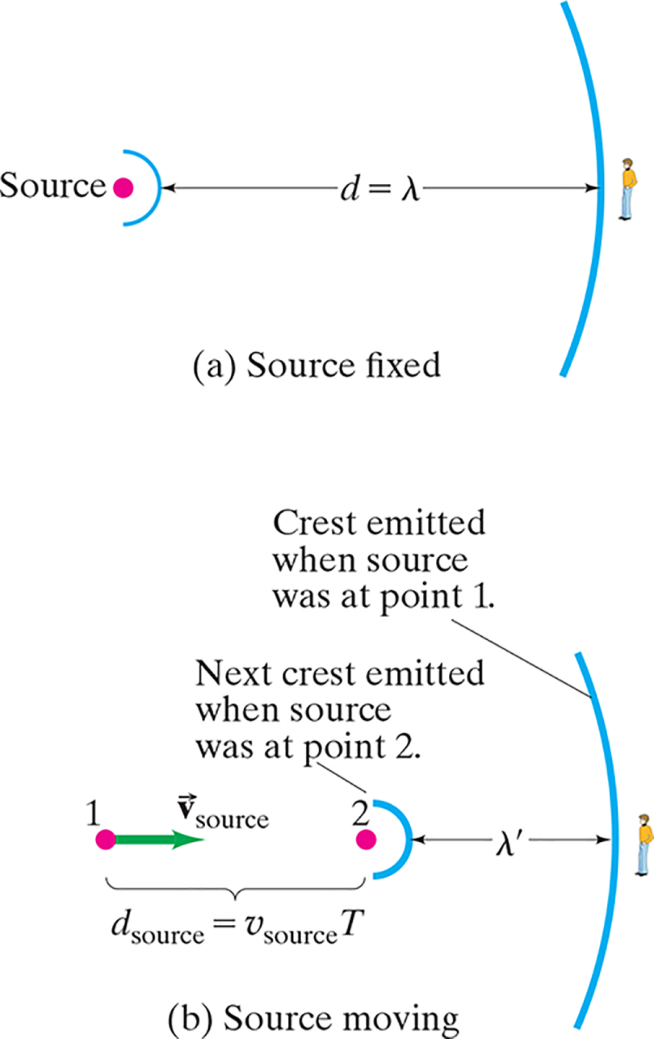 Source
d = λ
(a) Source fixed
Crest emitted
when source
was at point 1.
Next crest emitted
when source
was at point 2.
1
v⃗source
2
λ′
dsource = vsourceT
(b) Source moving